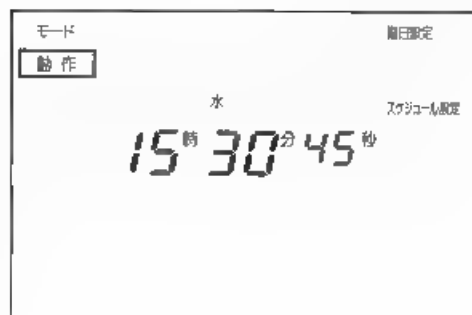 モード
期日設定
動作
水
スケジュール設定
15時30分45秒